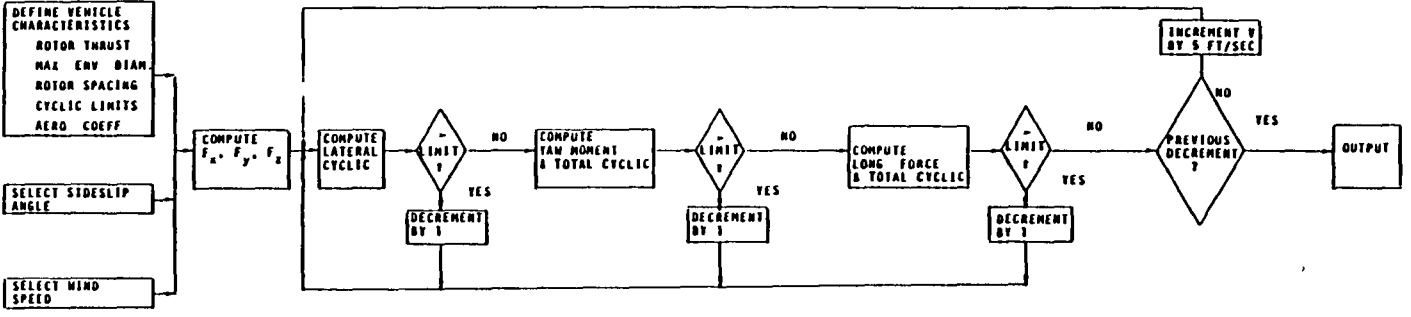 DEFINE VEHICLE
CHARACTERISTICS
ROTOR THRUST
MAX ENV DIAM.
ROTOR SPACING
CYCLIC LIMITS
AERO COEFF
SELECT SIDESLIP
ANGLE
SELECT WIND
SPEED
COMPUTE
Fx, Fy, Fz
COMPUTE
LATERAL
CYCLIC
LIMIT
?
NO
YES
DECREMENT
BY 1
COMPUTE
YAW MOMENT
& TOTAL CYCLIC
LIMIT
?
NO
YES
DECREMENT
BY 1
COMPUTE
LONG FORCE
& TOTAL CYCLIC
LIMIT
?
NO
YES
DECREMENT
BY 1
INCREMENT V
BY 5 FT/SEC
NO
PREVIOUS
DECREMENT
?
YES
OUTPUT